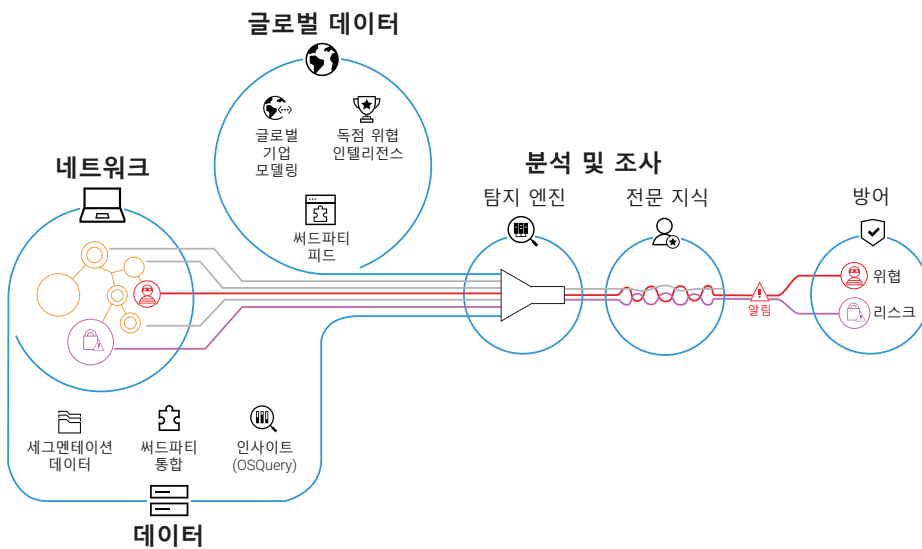 글로벌 데이터
글로벌
기업
모델링
독점 위협
인텔리전스
써드파티
피드
네트워크
분석 및 조사
탐지 엔진
전문 지식
방어
위협
리스크
알림
세그멘테이션
데이터
써드파티
통합
인사이트
(OSQuery)
데이터